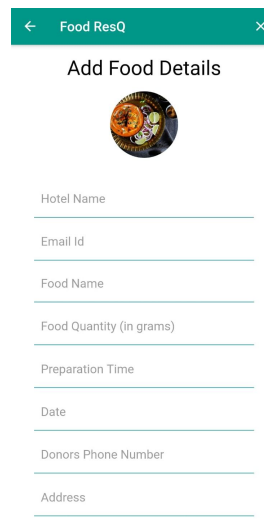 Food ResQ
Add Food Details
Hotel Name
Email Id
Food Name
Food Quantity (in grams)
Preparation Time
Date
Donors Phone Number
Address